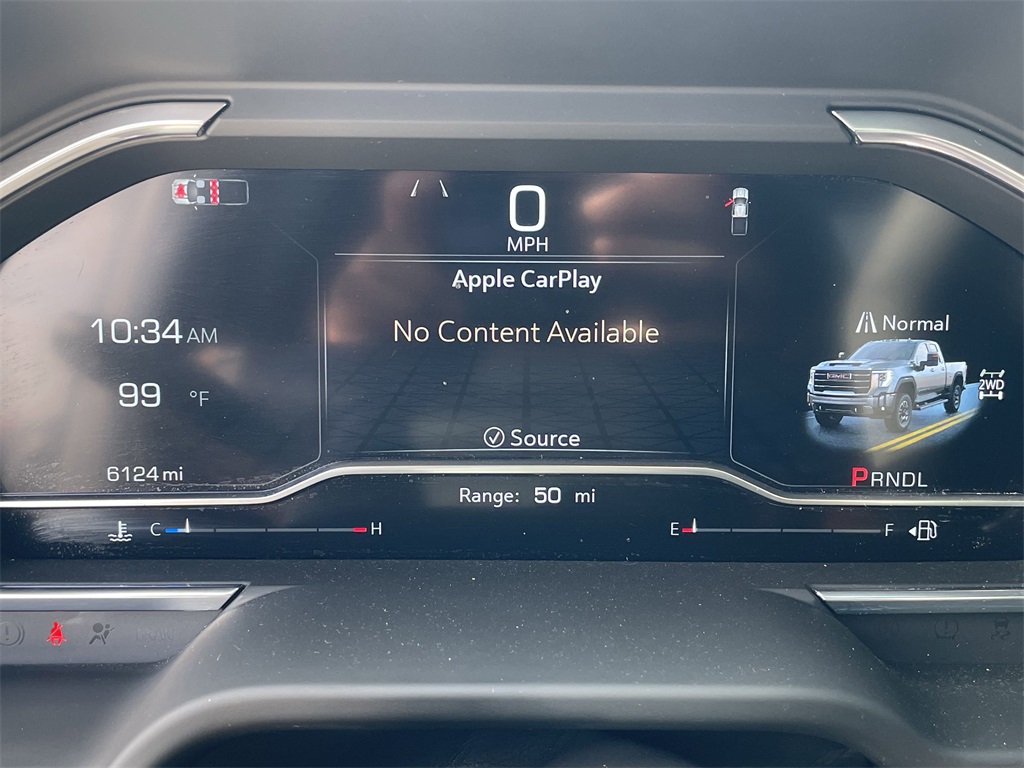 0
MPH
Apple CarPlay
No Content Available
Source
10:34 AM
99 °F
6124 mi
Normal
GMC
2WD
PRNDL
Range: 50 mi
C H
E F